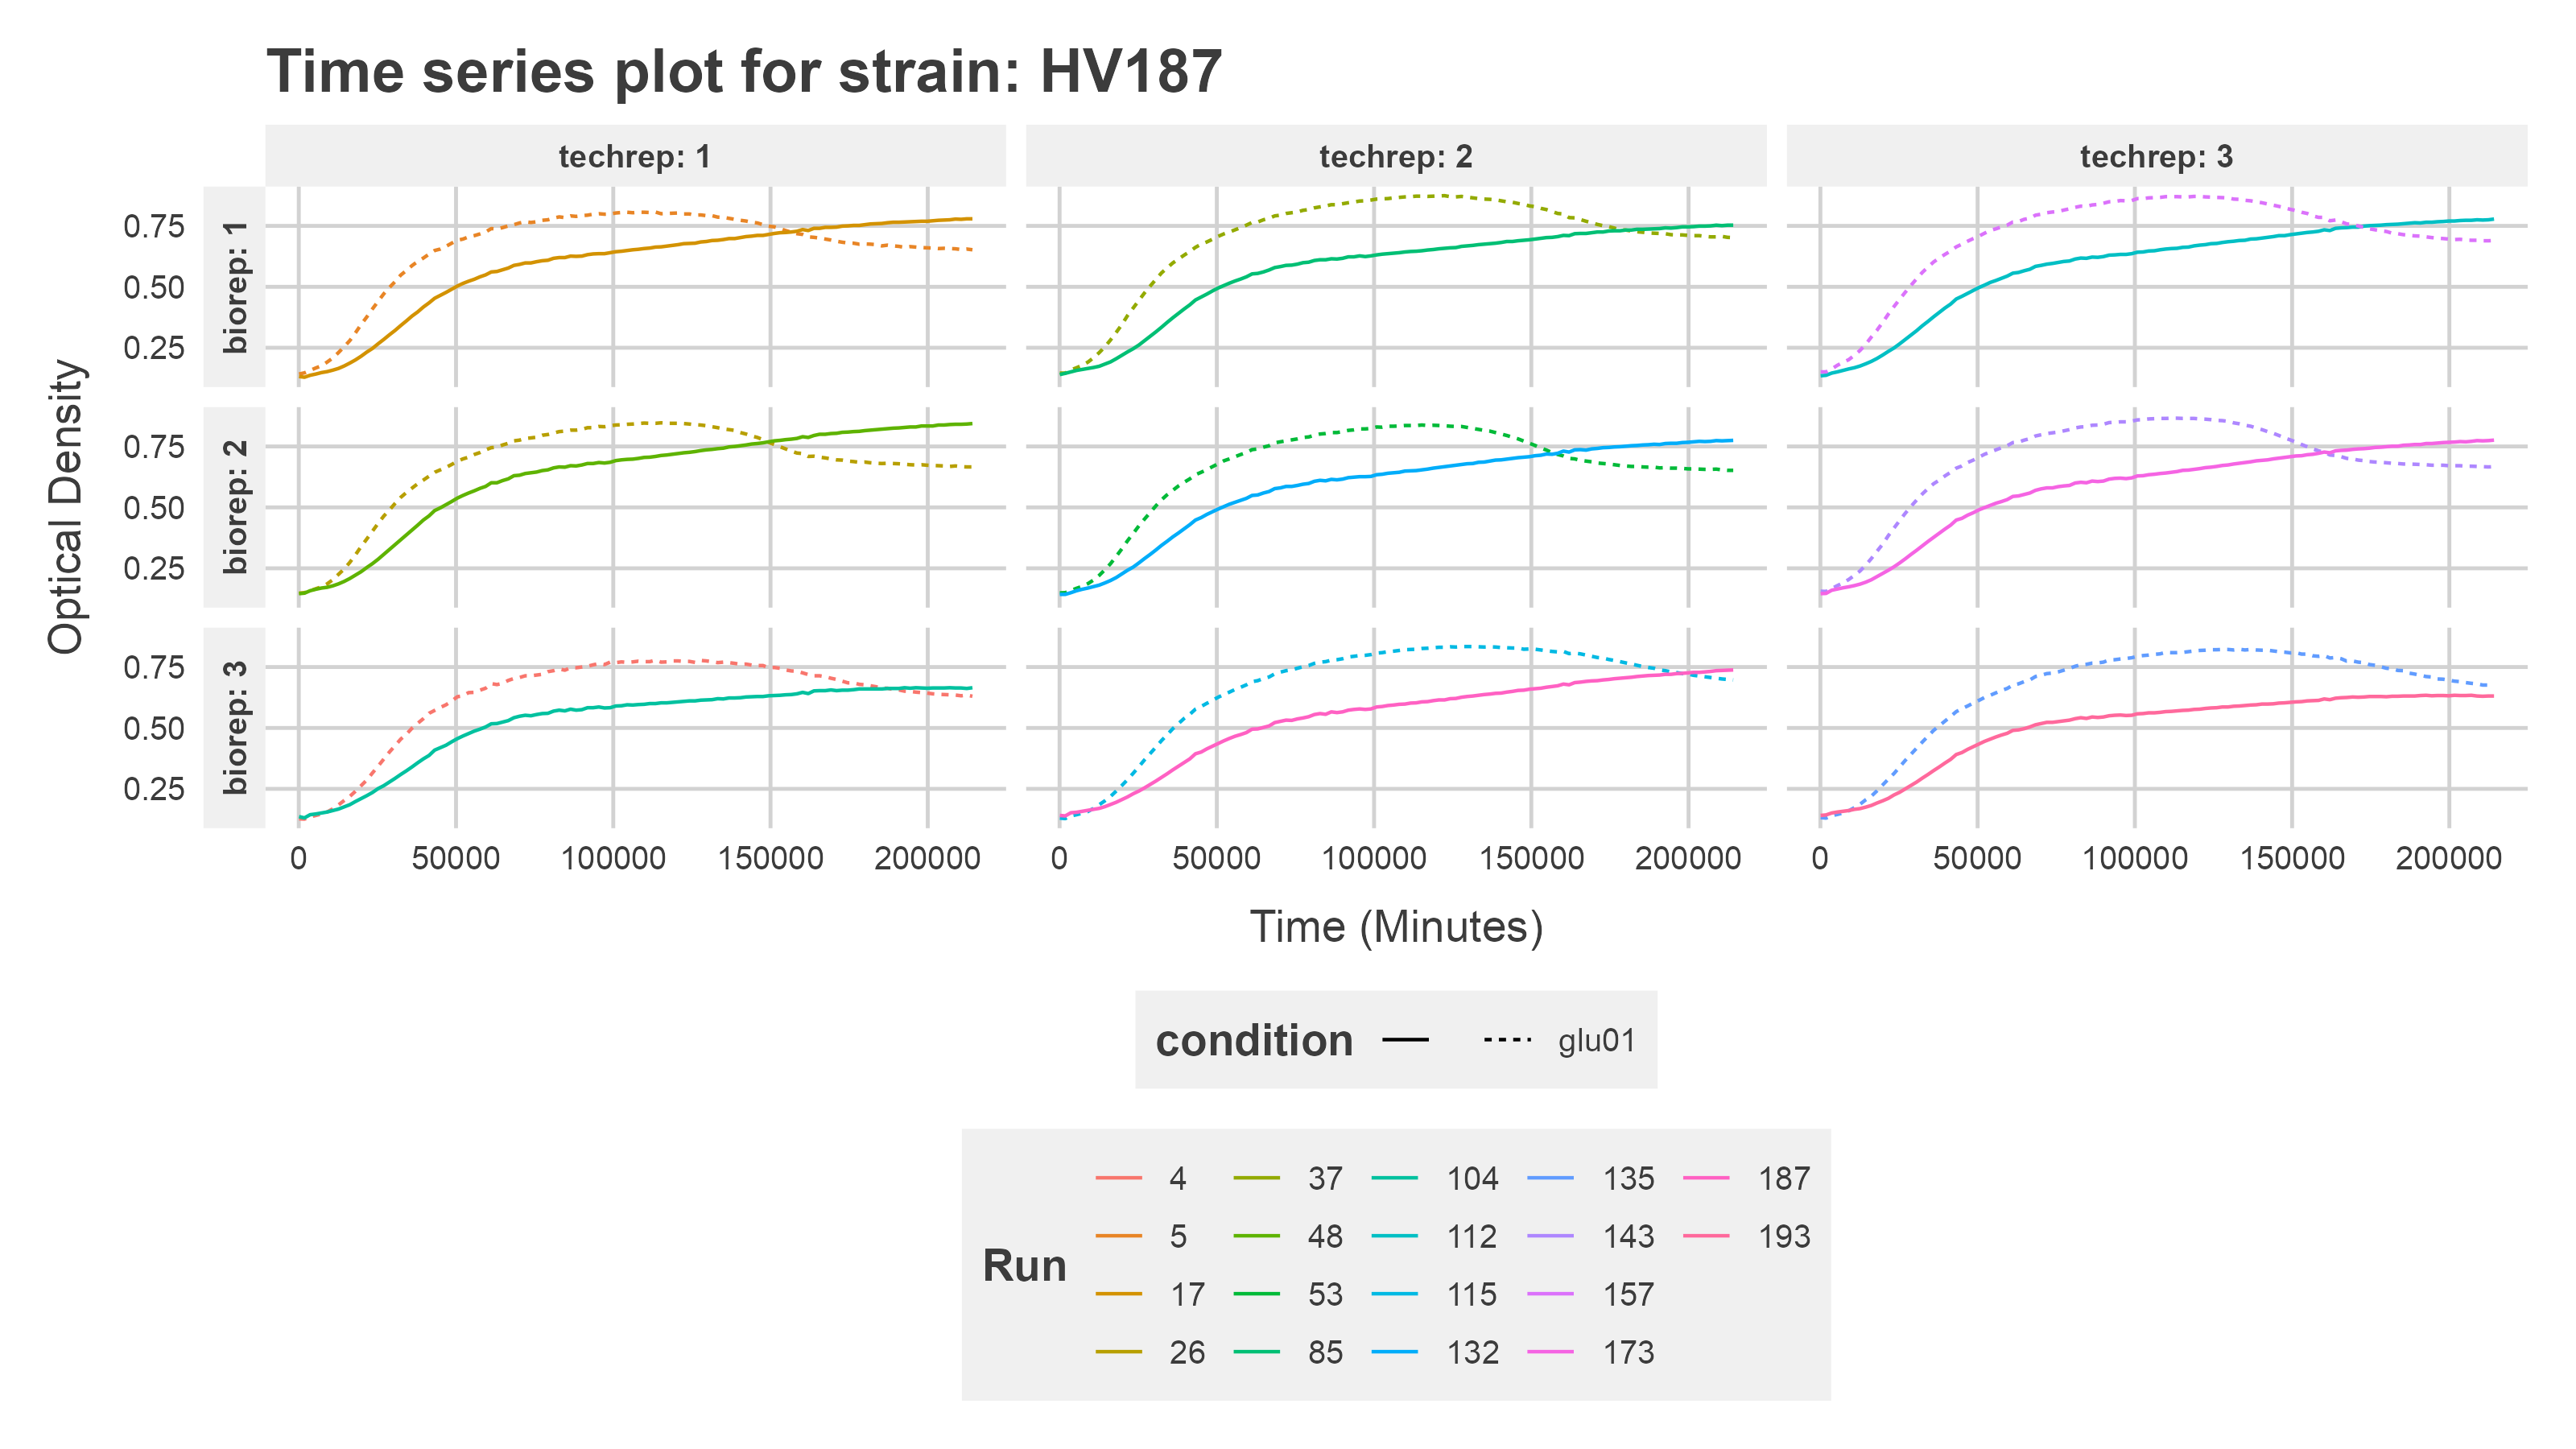 Time series plot for strain: HV187
techrep: 1
techrep: 2
techrep: 3
Optical Density
biorep: 1
0.75
0.50
0.25
biorep: 2
0.75
0.50
0.25
biorep: 3
0.75
0.50
0.25
0 50000 100000 150000 200000
0 50000 100000 150000 200000
0 50000 100000 150000 200000
Time (Minutes)
condition glu01
Run
4 37 104 135 187
5 48 112 143 193
17 53 115 157
26 85 132 173